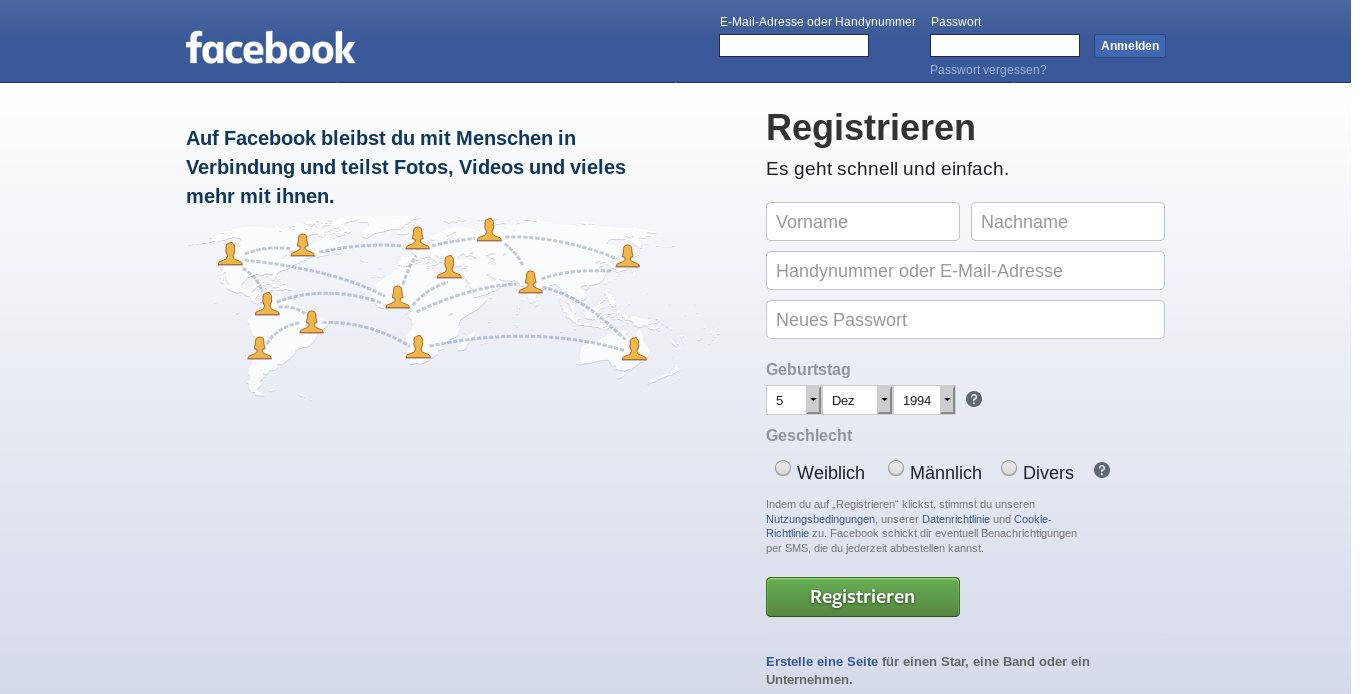 facebook
E-Mail-Adresse oder Handynummer
Passwort
Anmelden
Passwort vergessen?
Auf Facebook bleibst du mit Menschen in
Verbindung und teilst Fotos, Videos und vieles
mehr mit ihnen.
Registrieren
Es geht schnell und einfach.
Vorname
Nachname
Handynummer oder E-Mail-Adresse
Neues Passwort
Geburtstag
5 Dez 1994 ?
Geschlecht
Weiblich Männlich Divers ?
Indem du auf „Registrieren“ klickst, stimmst du unseren
Nutzungsbedingungen, unserer Datenrichtlinie und Cookie-
Richtlinie zu. Facebook schickt dir eventuell Benachrichtigungen
per SMS, die du jederzeit abbestellen kannst.
Registrieren
Erstelle eine Seite für einen Star, eine Band oder ein
Unternehmen.